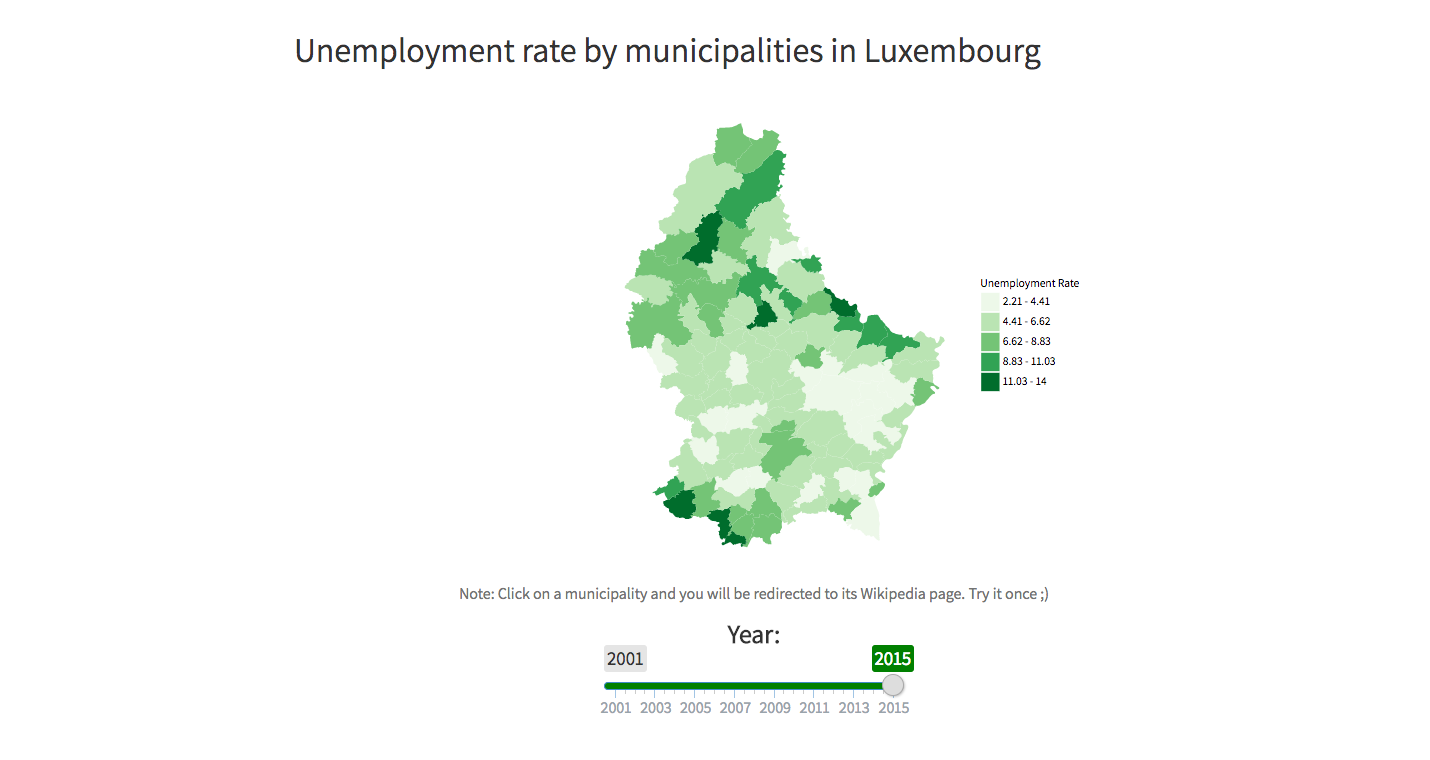 Unemployment rate by municipalities in Luxembourg
Unemployment Rate
2.21 - 4.41
4.41 - 6.62
6.62 - 8.83
8.83 - 11.03
11.03 - 14
Note: Click on a municipality and you will be redirected to its Wikipedia page. Try it once ;)
Year:
2001 2015
2001 2003 2005 2007 2009 2011 2013 2015